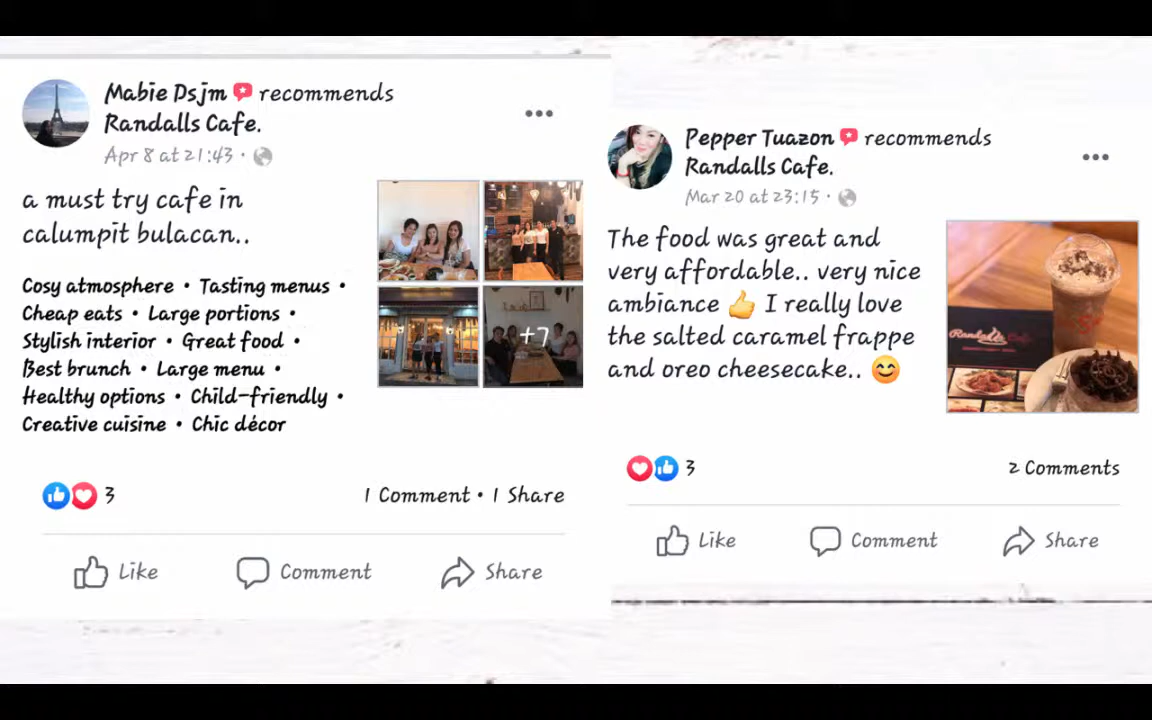 Mabie Dsjm recommends
Randalls Cafe.
Apr 8 at 21:43 ·
a must try cafe in
calumpit bulacan..
Cosy atmosphere • Tasting menus •
Cheap eats • Large portions •
Stylish interior • Great food •
Best brunch • Large menu •
Healthy options • Child-friendly •
Creative cuisine • Chic décor
+7
3
1 Comment • 1 Share
Like
Comment
Share
Pepper Tuazon recommends
Randalls Cafe.
Mar 20 at 23:15 ·
The food was great and
very affordable.. very nice
ambiance 👍 I really love
the salted caramel frappe
and oreo cheesecake.. 😊
Randalls
3
2 Comments
Like
Comment
Share